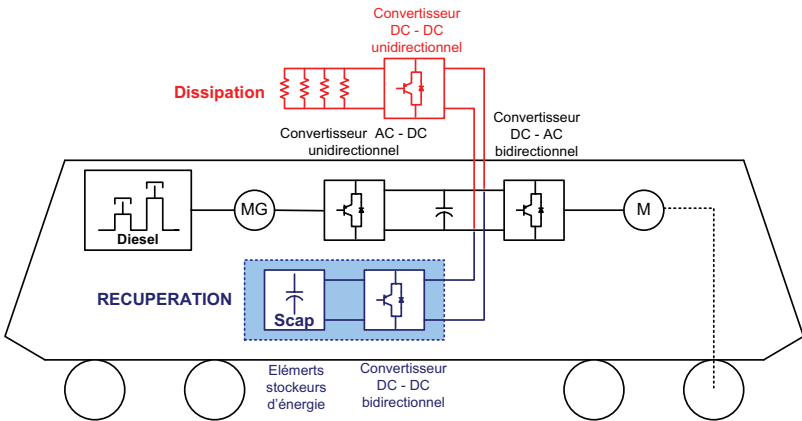 Convertisseur
DC - DC
unidirectionnel
Dissipation
Convertisseur AC - DC
unidirectionnel
Convertisseur
DC - AC
bidirectionnel
Diesel
MG
M
RECUPERATION
Scap
Elémerts
stockeurs
d'énergie
Convertisseur
DC - DC
bidirectionnel